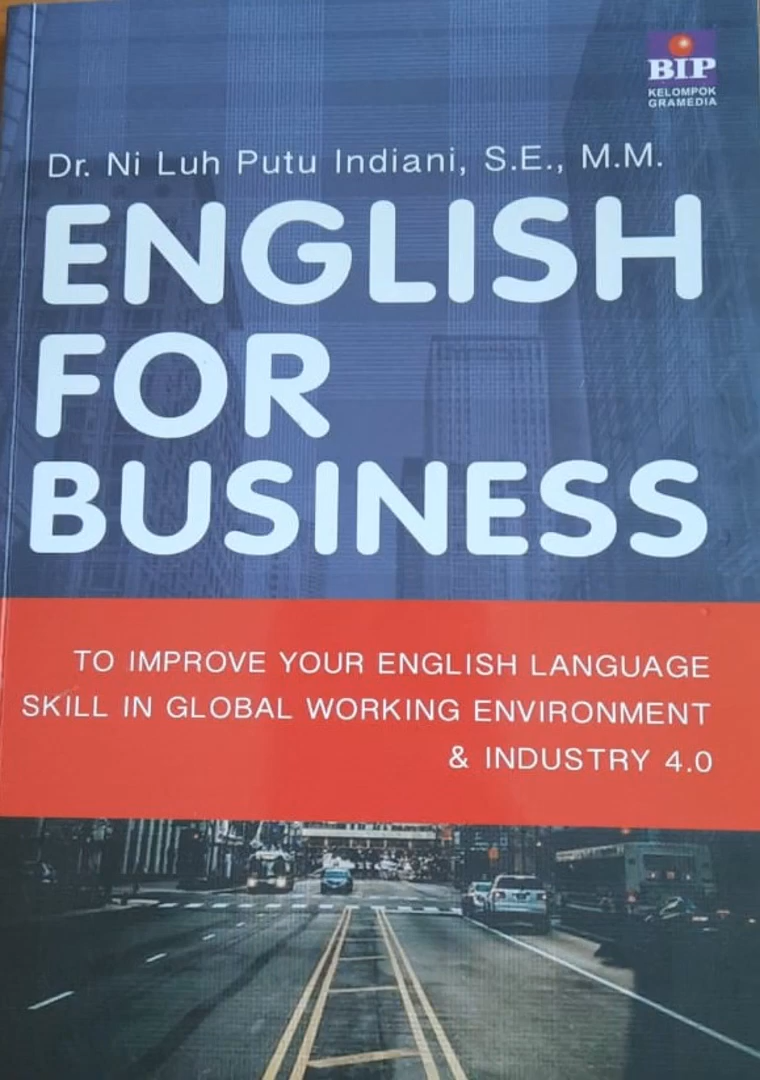 BIP
KELOMPOK
GRAMEDIA
Dr. Ni Luh Putu Indiani, S.E., M.M.
ENGLISH
FOR
BUSINESS
TO IMPROVE YOUR ENGLISH LANGUAGE
SKILL IN GLOBAL WORKING ENVIRONMENT
& INDUSTRY 4.0